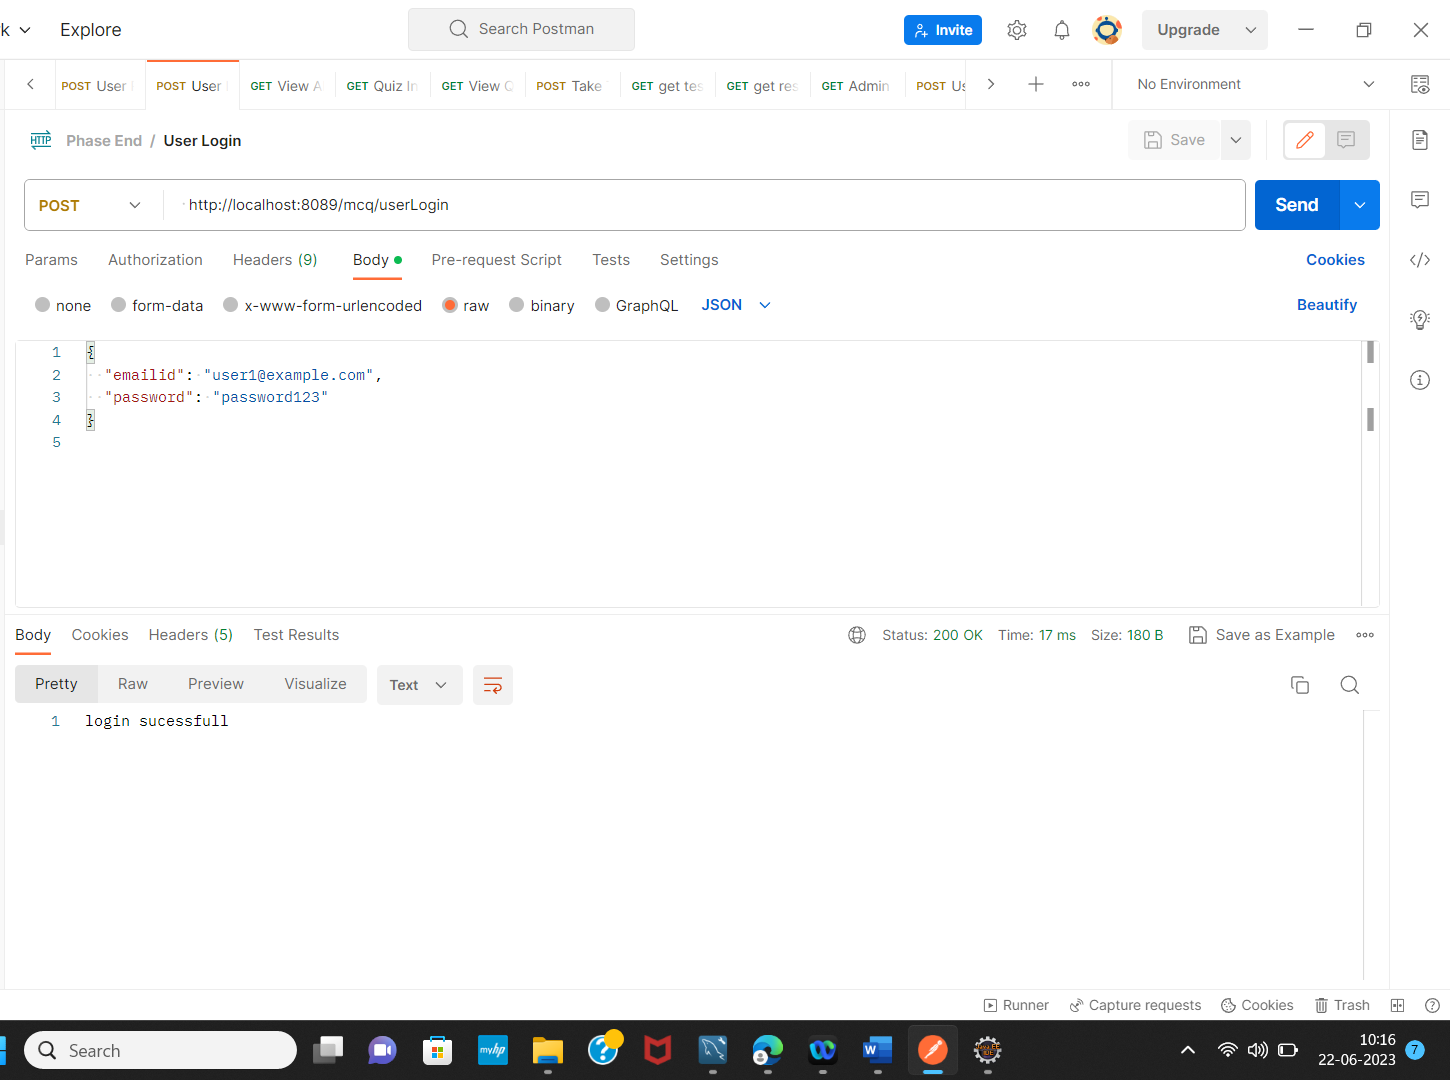 k Explore Search Postman Invite Upgrade
POST User POST User GET View A GET Quiz In GET View Q POST Take GET get tes GET get res GET Admin POST Us No Environment
HTTP Phase End / User Login Save
POST http://localhost:8089/mcq/userLogin Send
Params Authorization Headers (9) Body Pre-request Script Tests Settings Cookies
none form-data x-www-form-urlencoded raw binary GraphQL JSON Beautify
1 {
2 "emailid": "user1@example.com",
3 "password": "password123"
4 }
5
Body Cookies Headers (5) Test Results Status: 200 OK Time: 17 ms Size: 180 B Save as Example
Pretty Raw Preview Visualize Text
1 login sucessfull
Runner Capture requests Cookies Trash
Search myhp W 10:16
22-06-2023 7